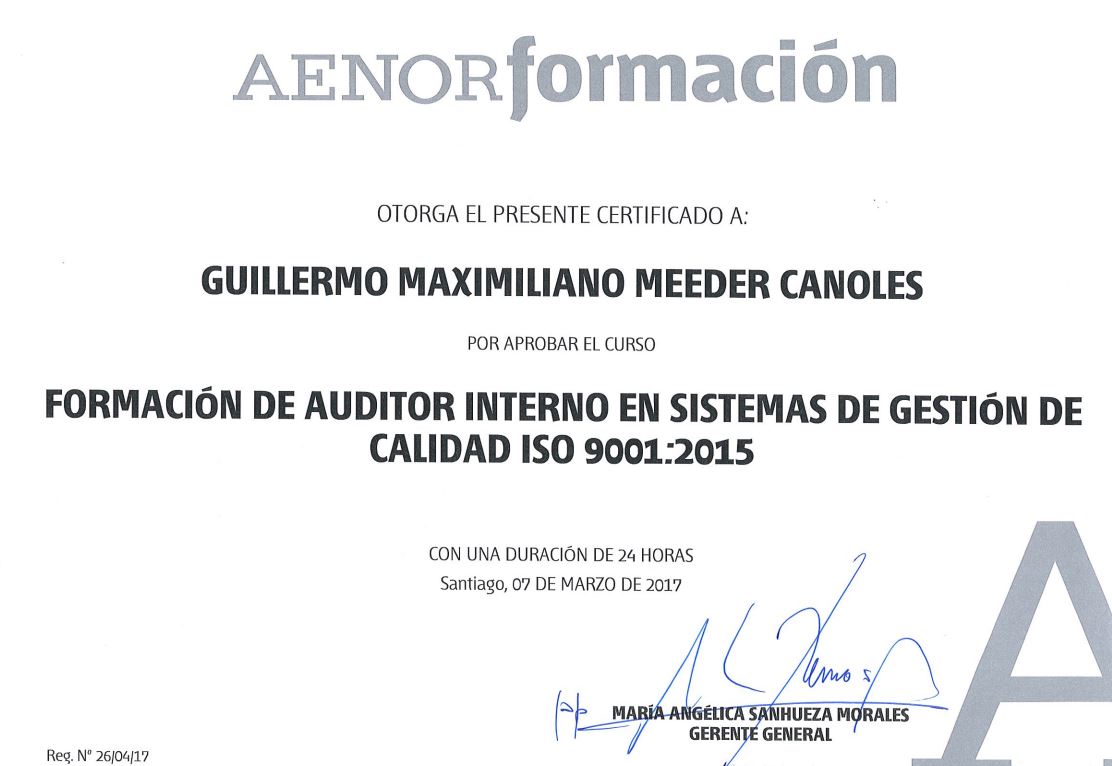 AENORformación
OTORGA EL PRESENTE CERTIFICADO A:
GUILLERMO MAXIMILIANO MEEDER CANOLES
POR APROBAR EL CURSO
FORMACIÓN DE AUDITOR INTERNO EN SISTEMAS DE GESTIÓN DE
CALIDAD ISO 9001:2015
CON UNA DURACIÓN DE 24 HORAS
Santiago, 07 DE MARZO DE 2017
MARÍA ANGÉLICA SANHUEZA MORALES
GERENTE GENERAL
Reg. Nº 26/04/17